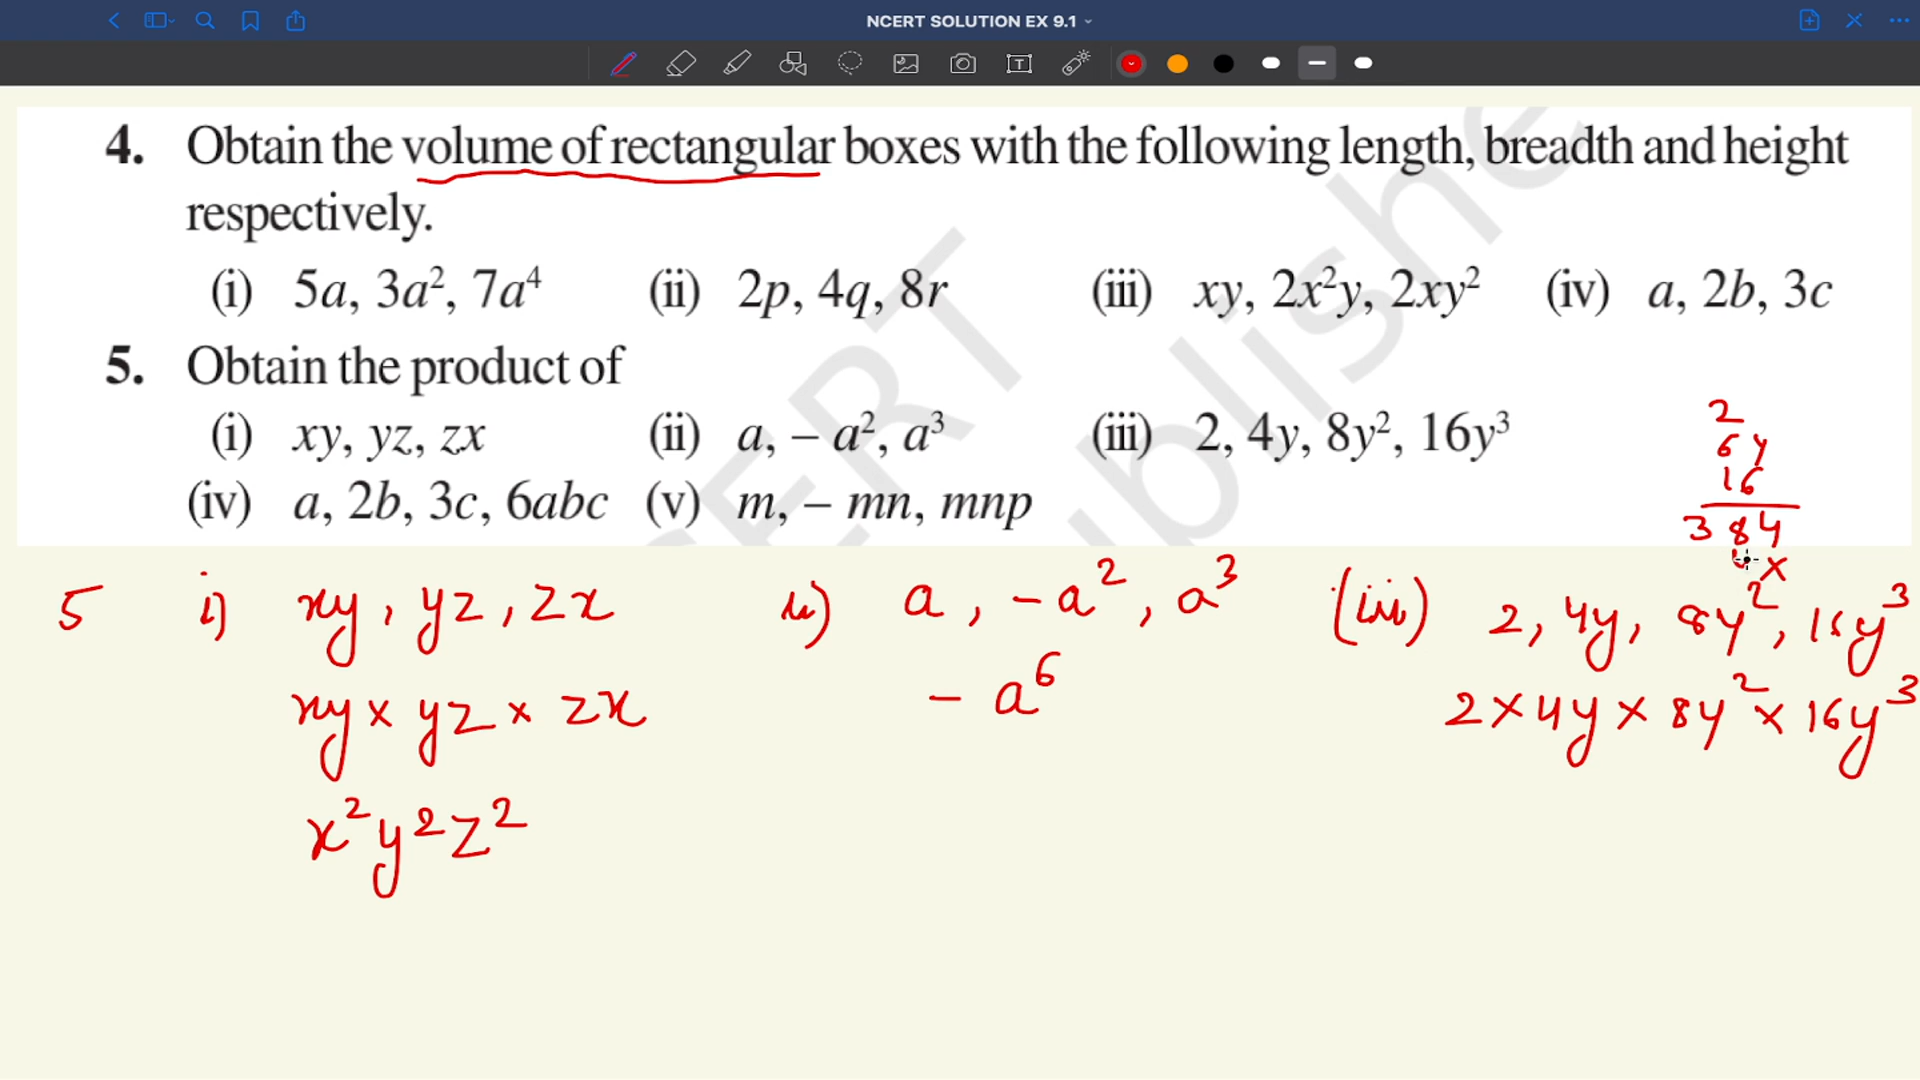 NCERT SOLUTION EX 9.1
4. Obtain the volume of rectangular boxes with the following length, breadth and height
respectively.
(i) 5a, 3a², 7a⁴ (ii) 2p, 4q, 8r (iii) xy, 2x²y, 2xy² (iv) a, 2b, 3c
5. Obtain the product of
(i) xy, yz, zx (ii) a, – a², a³ (iii) 2, 4y, 8y², 16y³
(iv) a, 2b, 3c, 6abc (v) m, – mn, mnp
2
64
16
384
x
5 i) xy, yz, zx ii) a, -a², a³ (iii) 2, 4y, 8y², 16y³
xy × yz × zx - a⁶ 2 × 4y × 8y² × 16y³
x²y²z²